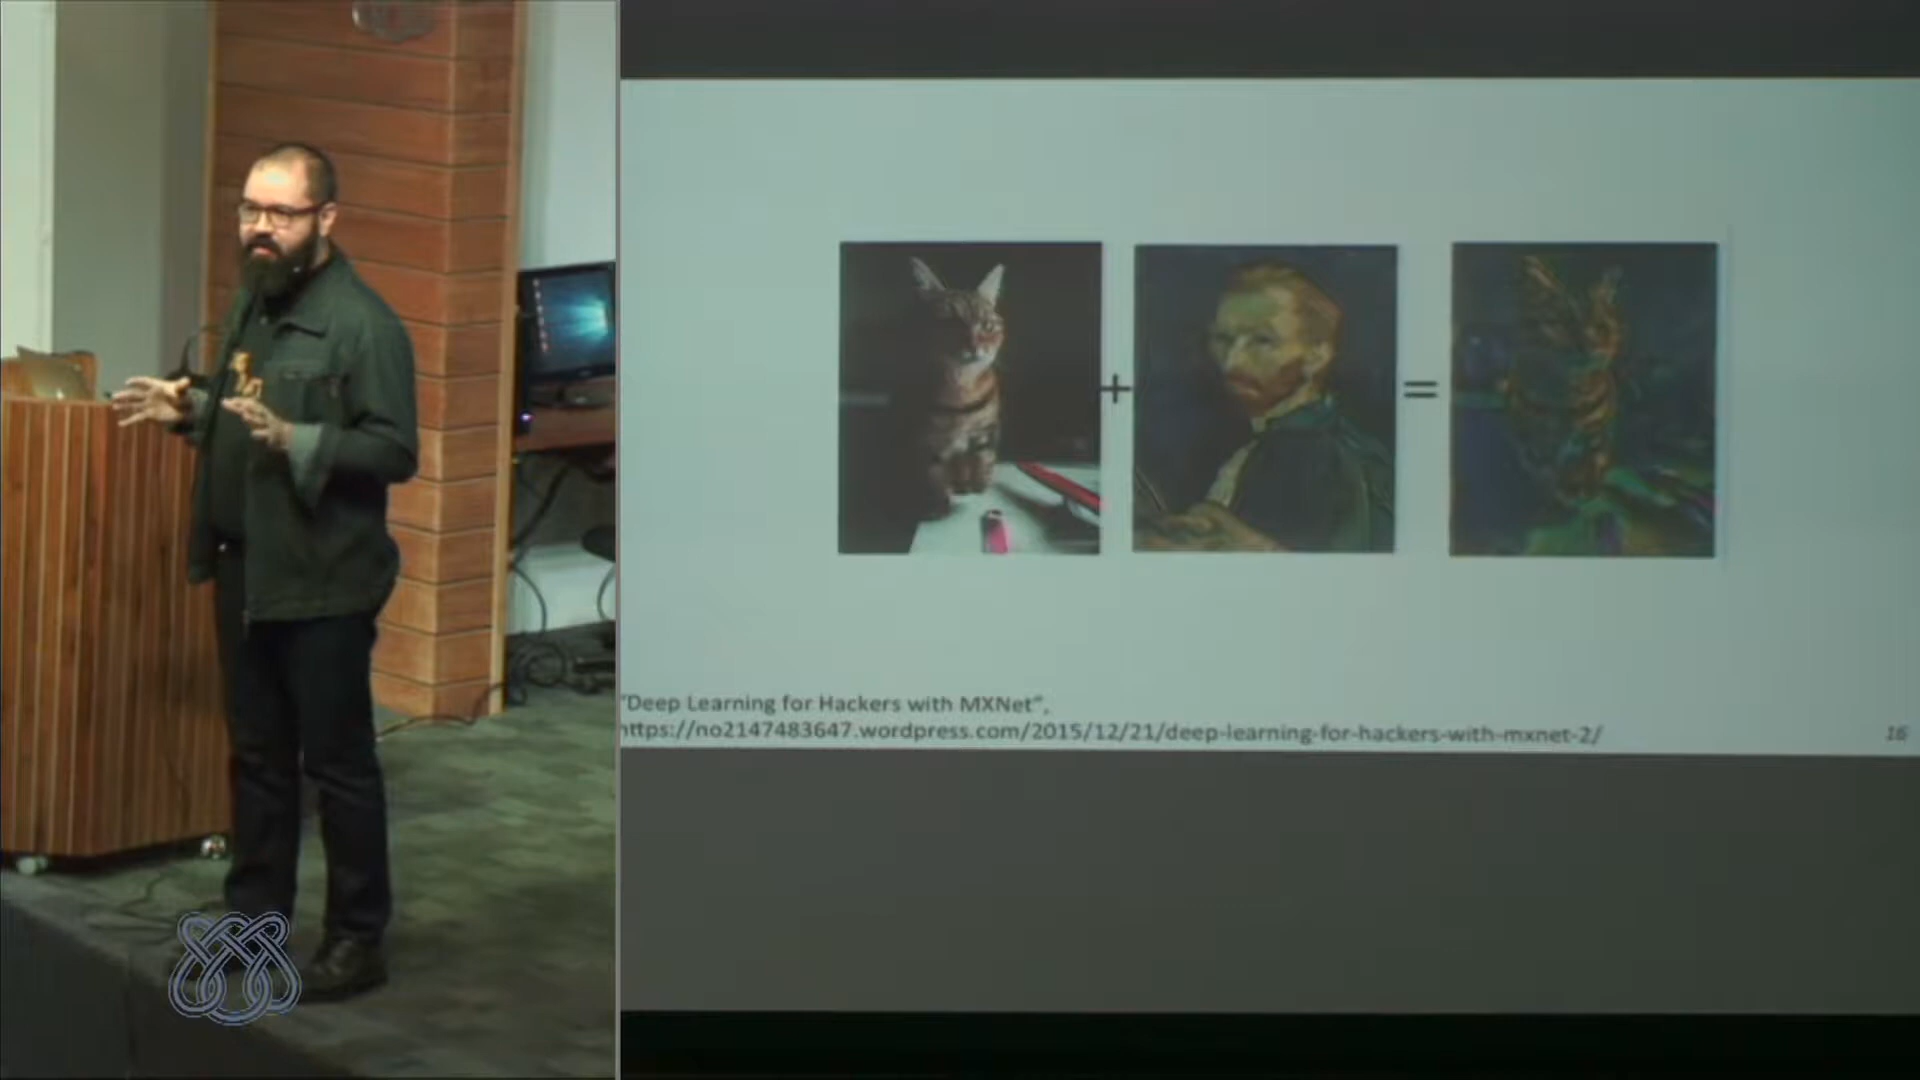 +
=
"Deep Learning for Hackers with MXNet",
https://no2147483647.wordpress.com/2015/12/21/deep-learning-for-hackers-with-mxnet-2/
16